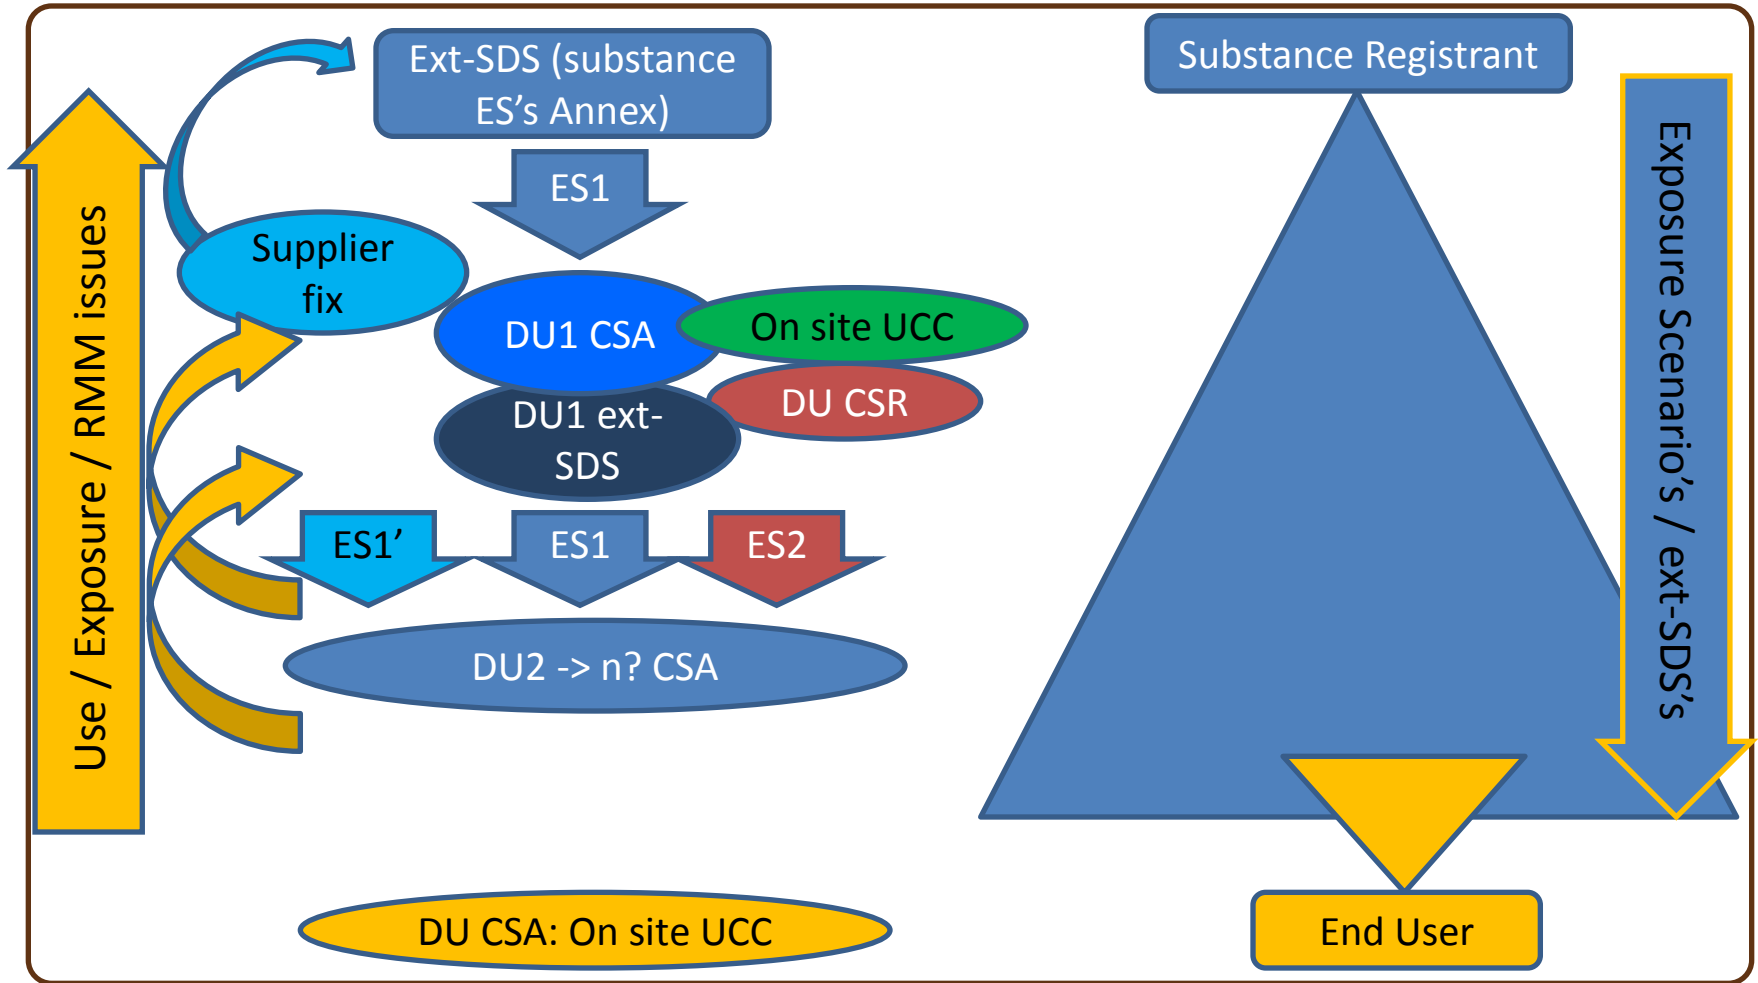 Ext-SDS (substance
ES’s Annex)
Substance Registrant
ES1
Supplier
fix
DU1 CSA
On site UCC
DU CSR
DU1 ext-
SDS
ES1’
ES1
ES2
DU2 -> n? CSA
DU CSA: On site UCC
End User
Use / Exposure / RMM issues
Exposure Scenario’s / ext-SDS’s